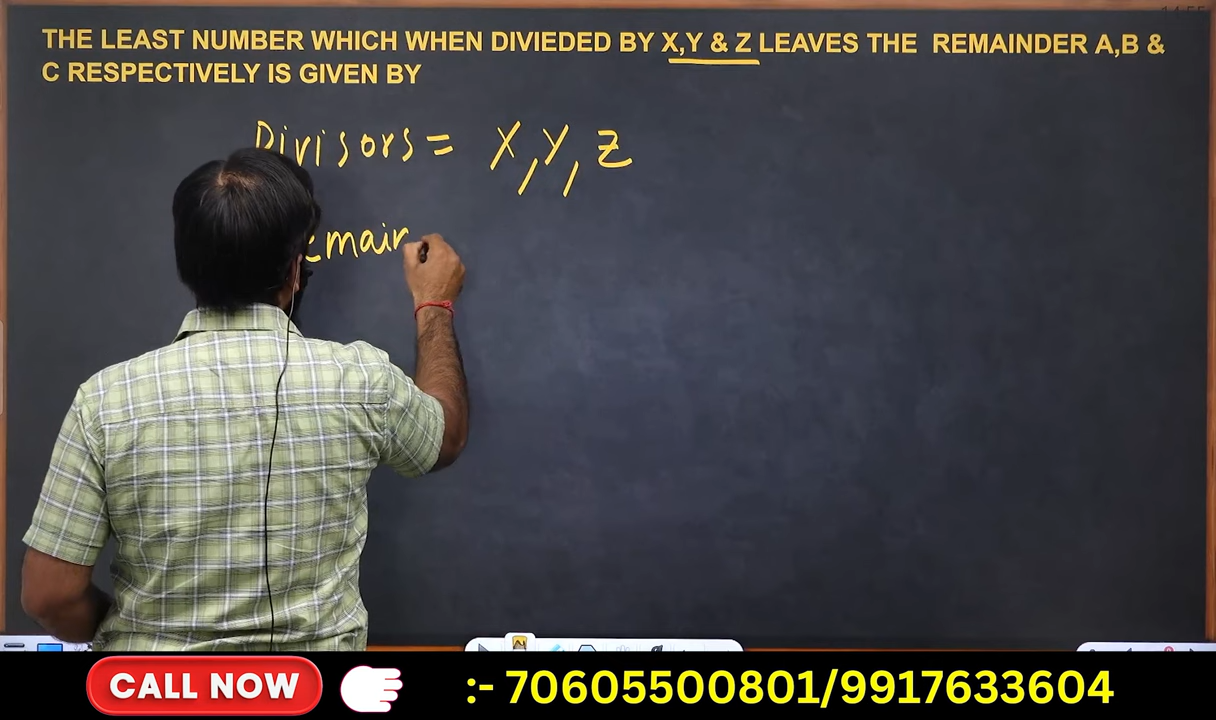 THE LEAST NUMBER WHICH WHEN DIVIEDED BY X,Y & Z LEAVES THE REMAINDER A,B &
C RESPECTIVELY IS GIVEN BY
Divisors = X, Y, Z
CALL NOW :- 70605500801/9917633604